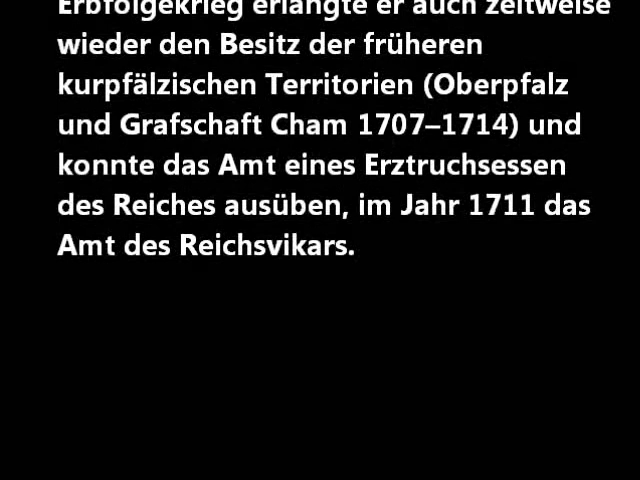 Erbfolgekrieg erlangte er auch zeitweise
wieder den Besitz der früheren
kurpfälzischen Territorien (Oberpfalz
und Grafschaft Cham 1707–1714) und
konnte das Amt eines Erztruchsessen
des Reiches ausüben, im Jahr 1711 das
Amt des Reichsvikars.